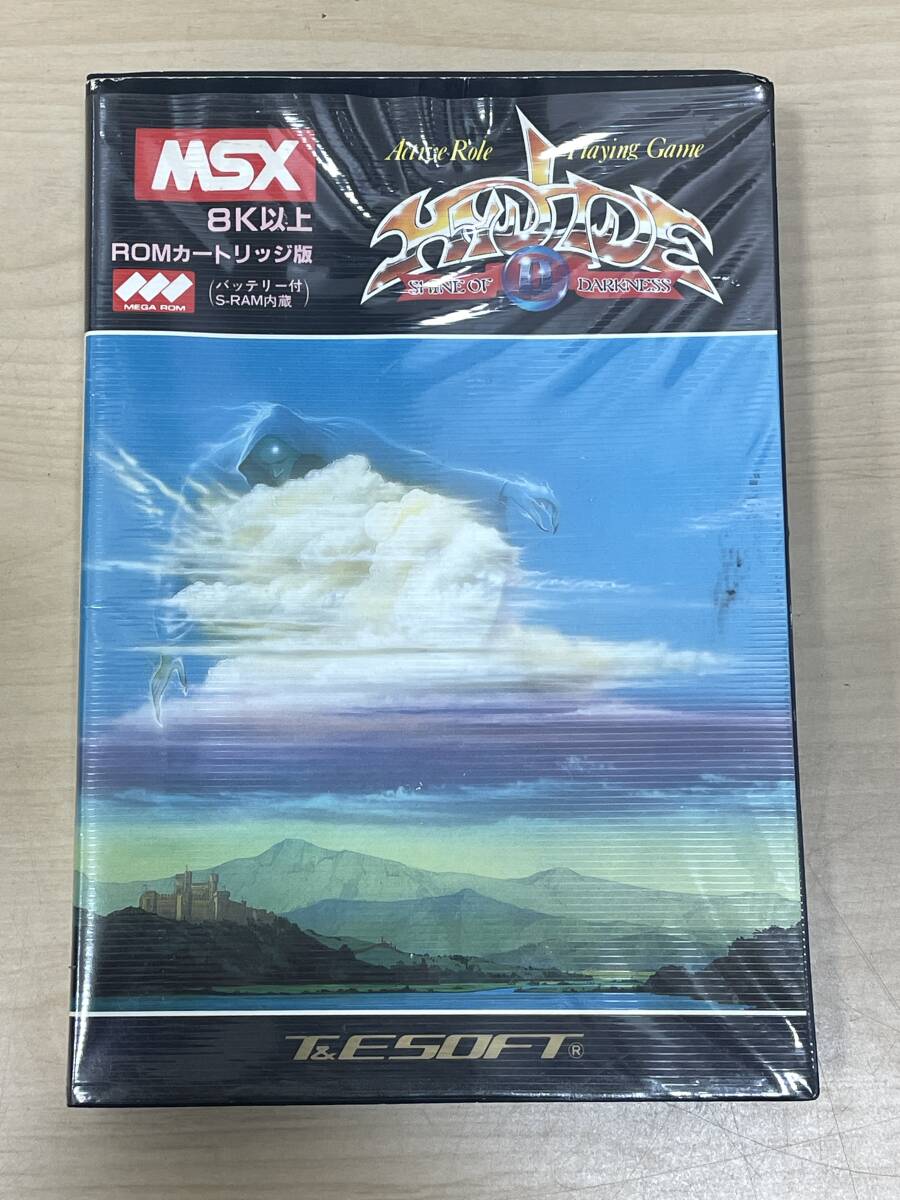 MSX
8K以上
ROMカートリッジ版
MEGA ROM
(バッテリー付
S-RAM内蔵)
Active Role Playing Game
HYDLIDE
II
SHINE OF DARKNESS
T&ESOFT®